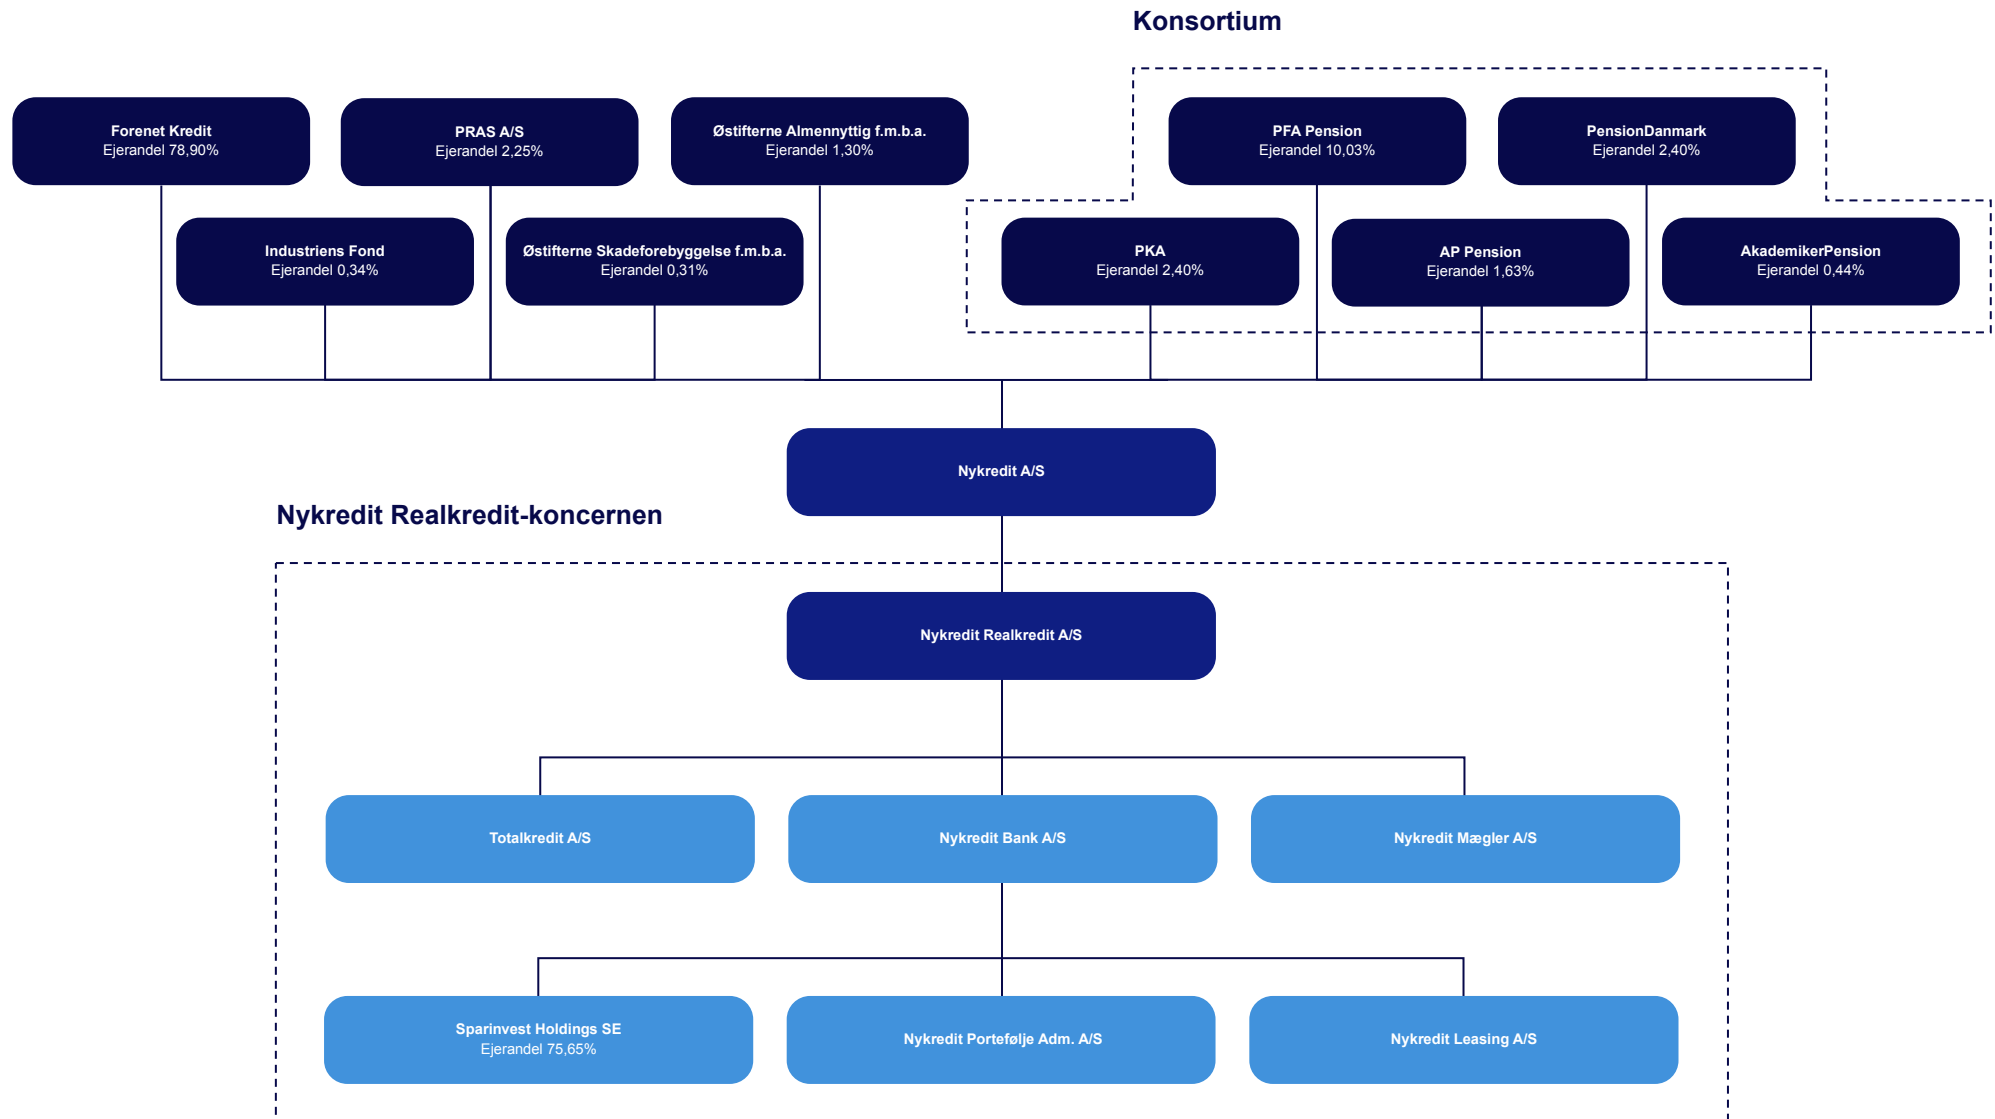 Konsortium
Forenet Kredit
Ejerandel 78,90%
PRAS A/S
Ejerandel 2,25%
Østifterne Almennyttig f.m.b.a.
Ejerandel 1,30%
PFA Pension
Ejerandel 10,03%
PensionDanmark
Ejerandel 2,40%
Industriens Fond
Ejerandel 0,34%
Østifterne Skadeforebyggelse f.m.b.a.
Ejerandel 0,31%
PKA
Ejerandel 2,40%
AP Pension
Ejerandel 1,63%
AkademikerPension
Ejerandel 0,44%
Nykredit A/S
Nykredit Realkredit-koncernen
Nykredit Realkredit A/S
Totalkredit A/S
Nykredit Bank A/S
Nykredit Mægler A/S
Sparinvest Holdings SE
Ejerandel 75,65%
Nykredit Portefølje Adm. A/S
Nykredit Leasing A/S